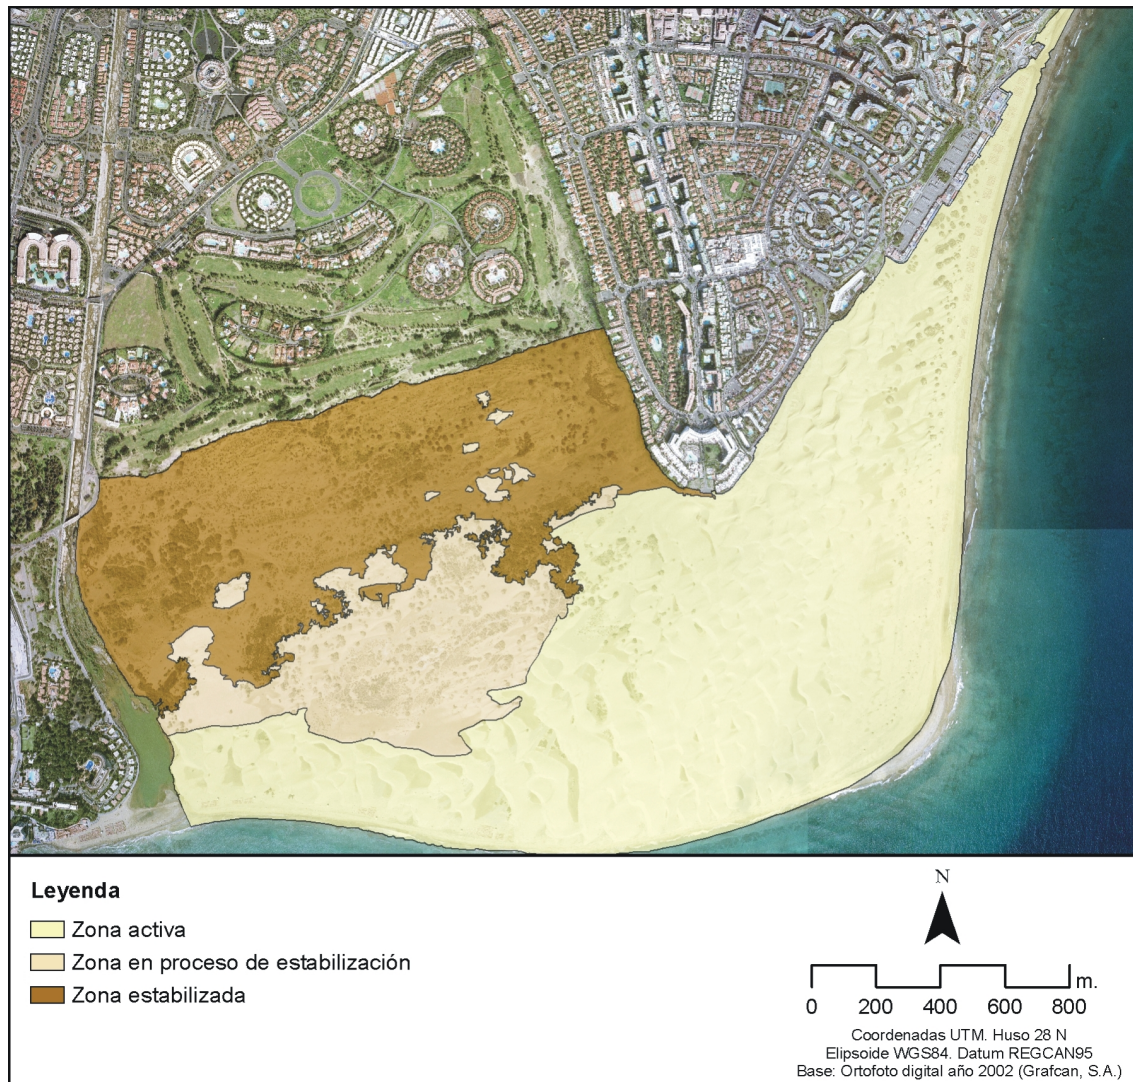 Leyenda
Zona activa
Zona en proceso de estabilización
Zona estabilizada
N
m.
0 200 400 600 800
Coordenadas UTM. Huso 28 N
Elipsoide WGS84. Datum REGCAN95
Base: Ortofoto digital año 2002 (Grafcan, S.A.)